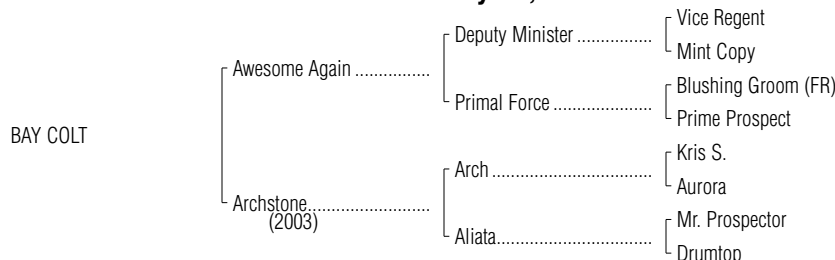 Vice Regent
Deputy Minister ................
Mint Copy
Awesome Again ................
Blushing Groom (FR)
Primal Force .....................
Prime Prospect
BAY COLT
Kris S.
Arch ...................................
Aurora
Archstone..........................
(2003)
Mr. Prospector
Aliata..................................
Drumtop